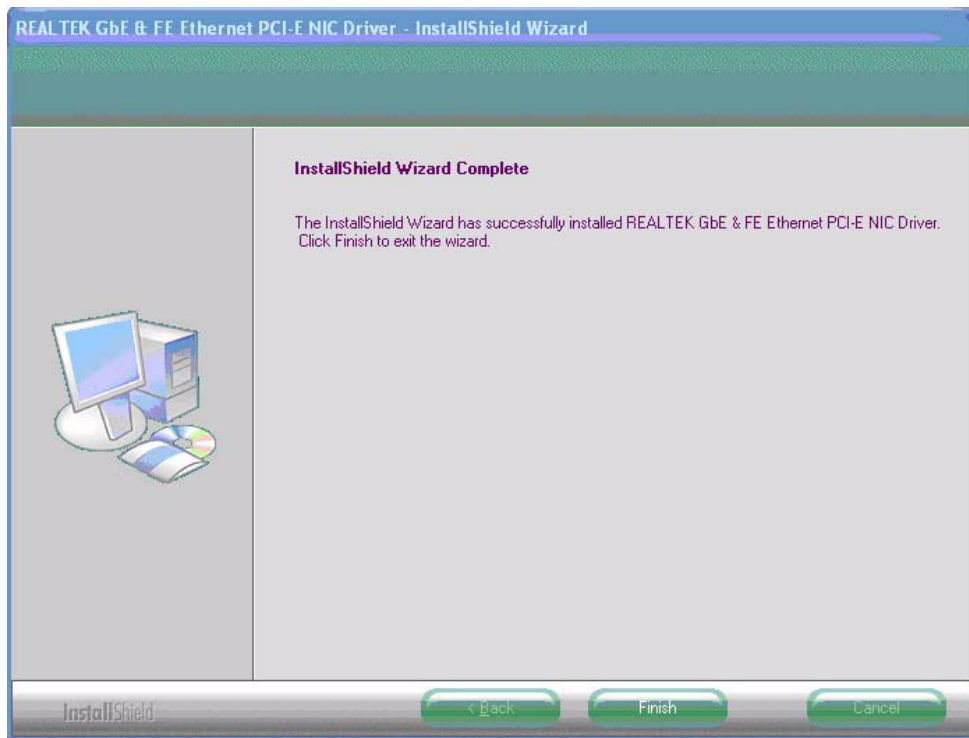 REALTEK GbE & FE Ethernet PCI-E NIC Driver - InstallShield Wizard
InstallShield Wizard Complete
The InstallShield Wizard has successfully installed REALTEK GbE & FE Ethernet PCI-E NIC Driver.
Click Finish to exit the wizard.
InstallShield
< Back
Finish
Cancel